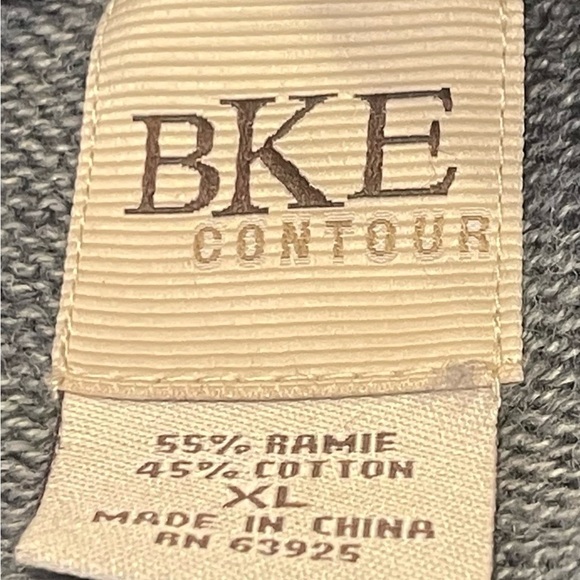 BKE
CONTOUR
55% RAMIE
45% COTTON
XL
MADE IN CHINA
RN 63925